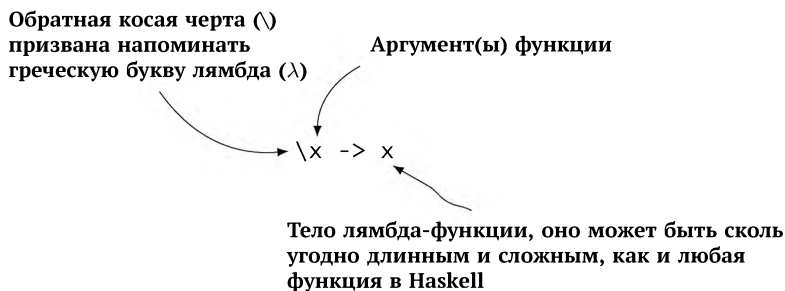 Обратная косая черта (\)
призвана напоминать
греческую букву лямбда (λ)
Аргумент(ы) функции
\x -> x
Тело лямбда-функции, оно может быть сколь
угодно длинным и сложным, как и любая
функция в Haskell